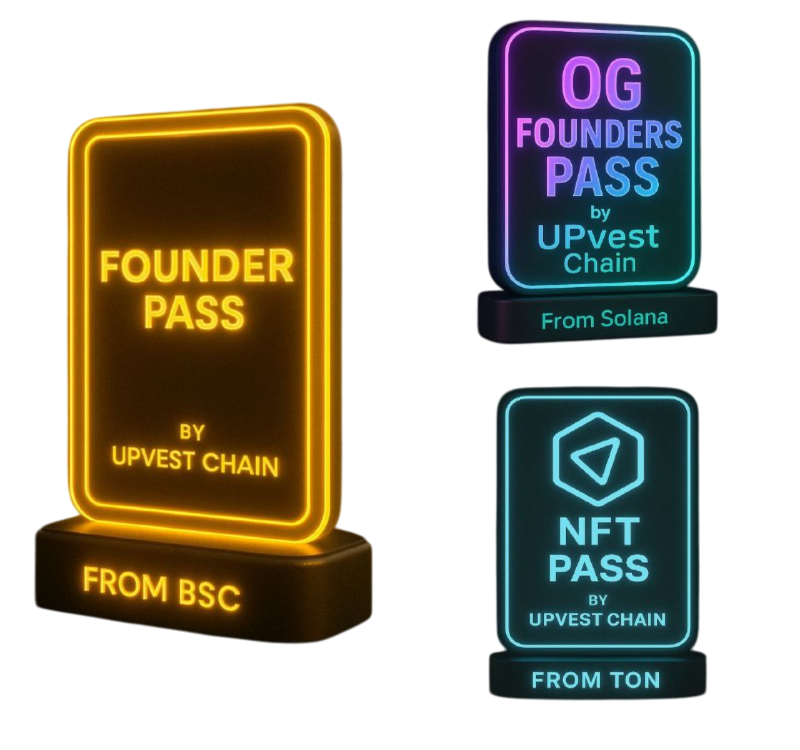 FOUNDER
PASS
BY
UPVEST CHAIN
FROM BSC
OG
FOUNDERS
PASS
by
UPvest
Chain
From Solana
NFT
PASS
BY
UPVEST CHAIN
FROM TON